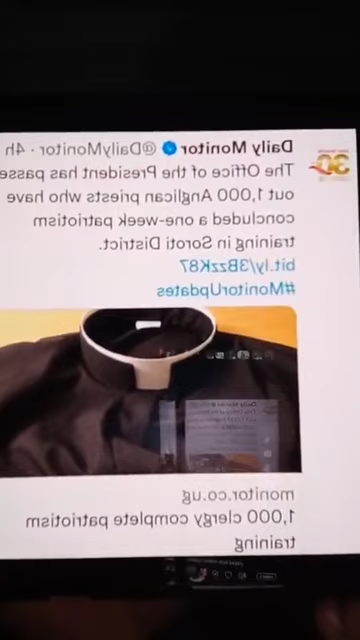 Daily Monitor @DailyMonitor · 4h
The Office of the President has passe
out 1,000 Anglican priests who have
concluded a one-week patriotism
training in Soroti District.
bit.ly/3BzzK87
#MonitorUpdates
30
monitor.co.ug
1,000 clergy complete patriotism
training